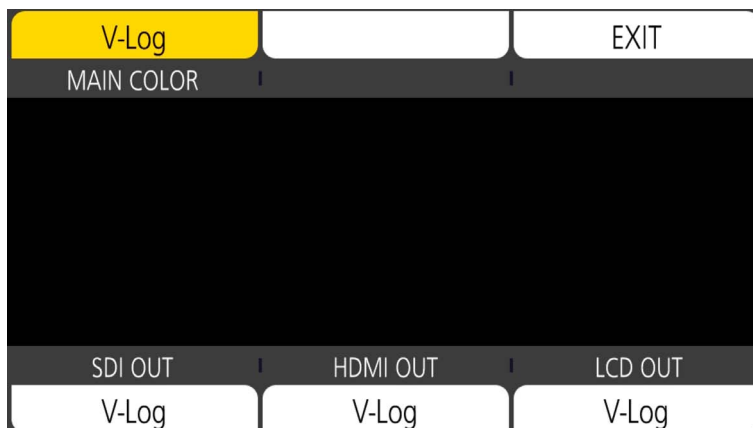 V-Log EXIT
MAIN COLOR
SDI OUT HDMI OUT LCD OUT
V-Log V-Log V-Log